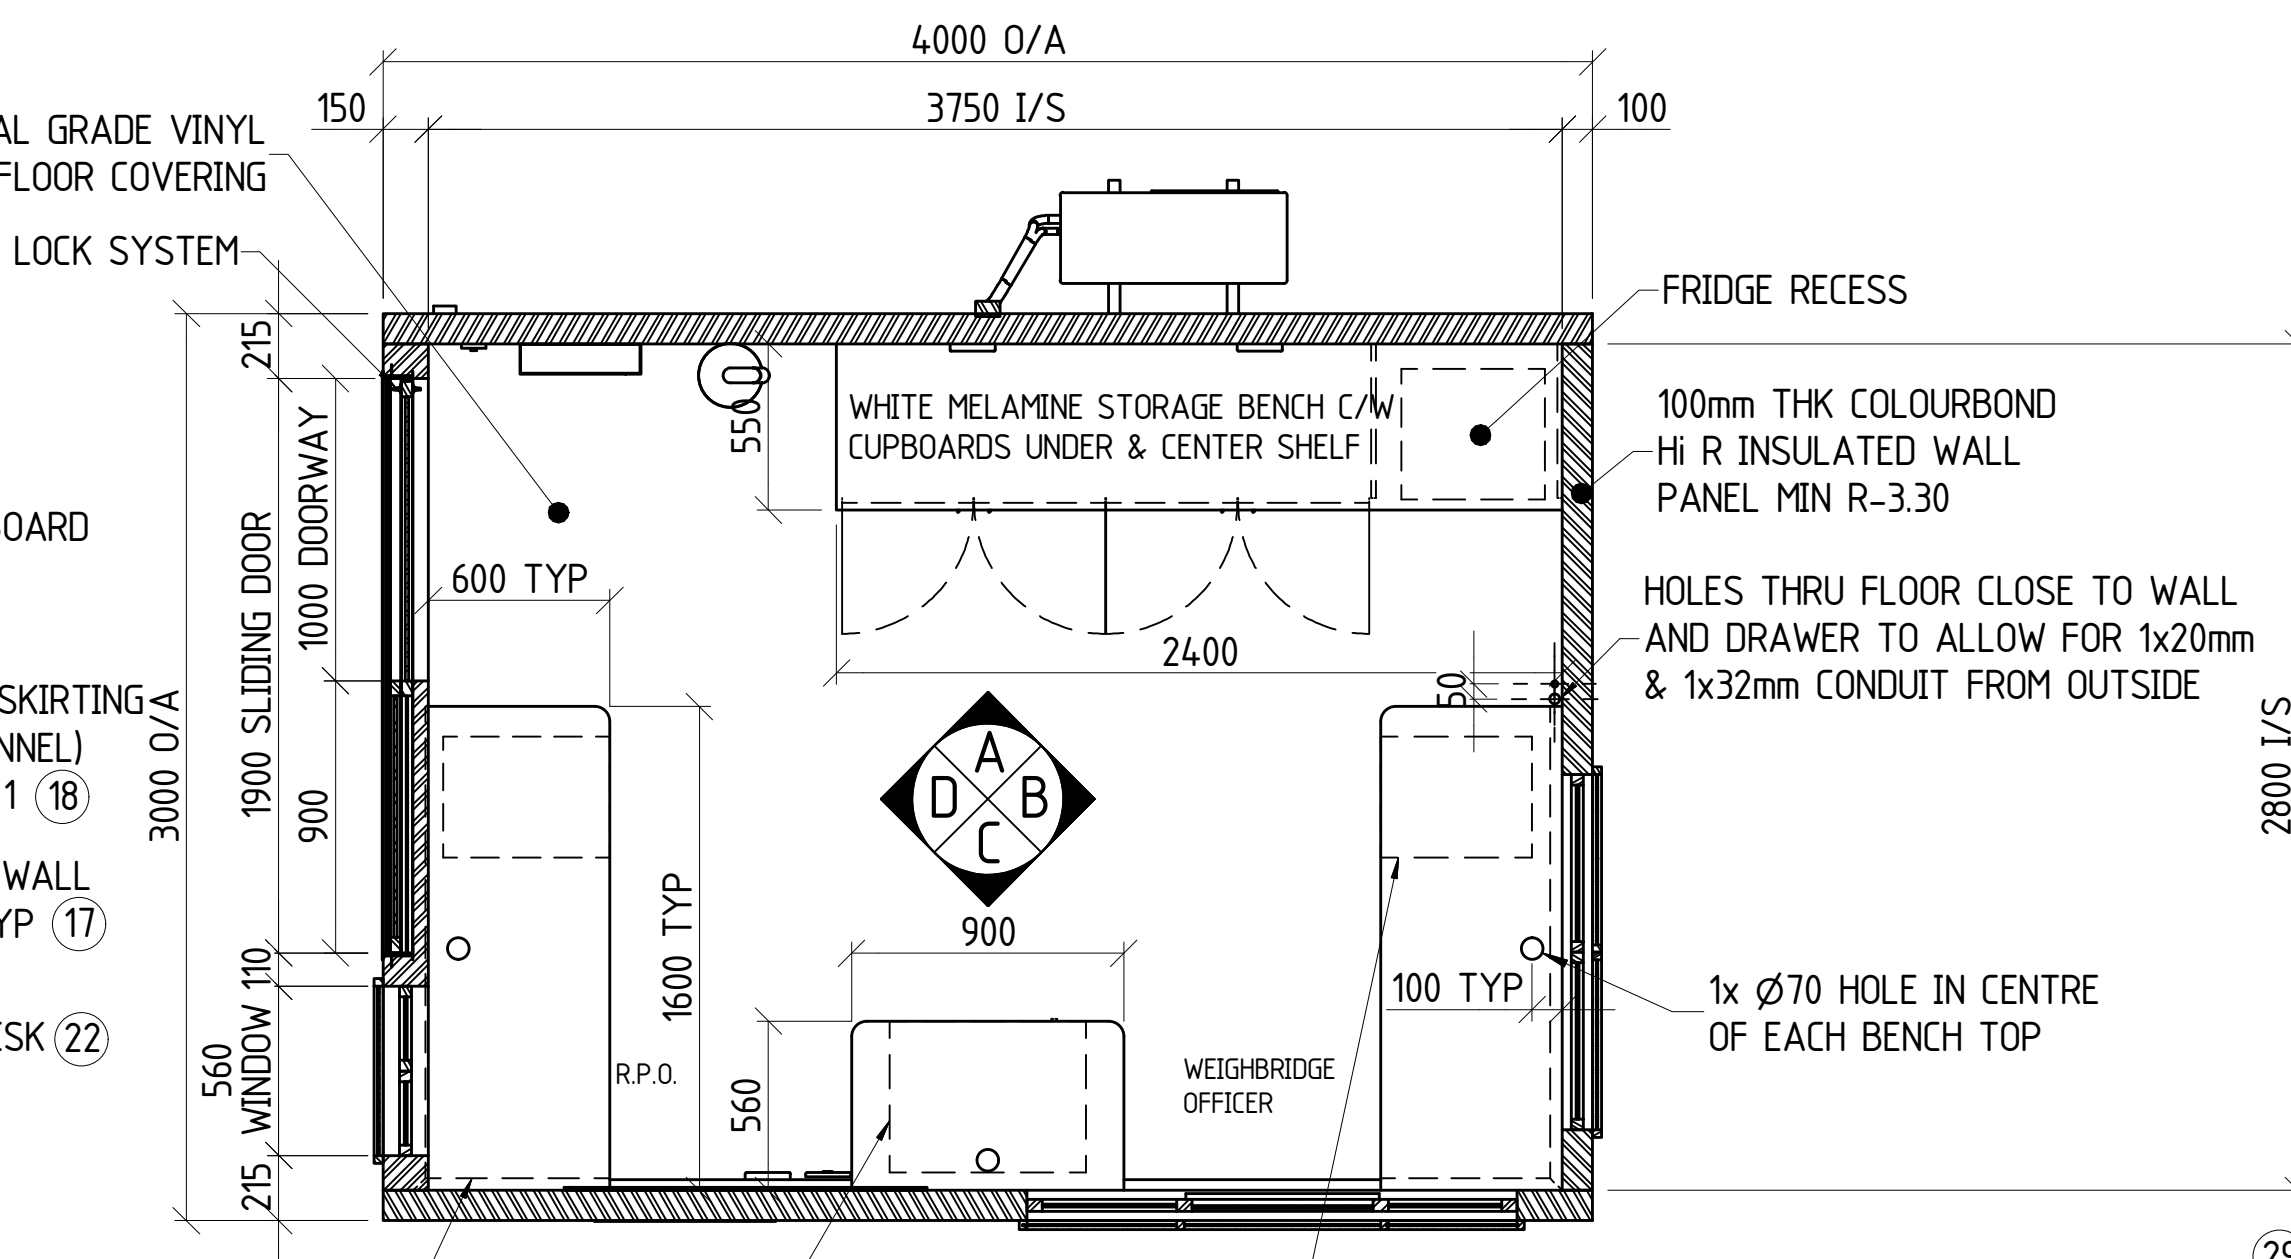 4000 O/A
150
3750 I/S
100
AL GRADE VINYL
FLOOR COVERING
LOCK SYSTEM
FRIDGE RECESS
215
550
WHITE MELAMINE STORAGE BENCH C/W
CUPBOARDS UNDER & CENTER SHELF
100mm THK COLOURBOND
Hi R INSULATED WALL
PANEL MIN R-3.30
1000 DOORWAY
1900 SLIDING DOOR
600 TYP
HOLES THRU FLOOR CLOSE TO WALL
AND DRAWER TO ALLOW FOR 1x20mm
& 1x32mm CONDUIT FROM OUTSIDE
2400
50
SKIRTING
3000 O/A
1 18
900
A
D B
C
2800 I/S
WALL
17
1600 TYP
900
110
100 TYP
1x Ø70 HOLE IN CENTRE
OF EACH BENCH TOP
22
560
WINDOW
R.P.O.
560
WEIGHBRIDGE
OFFICER
215